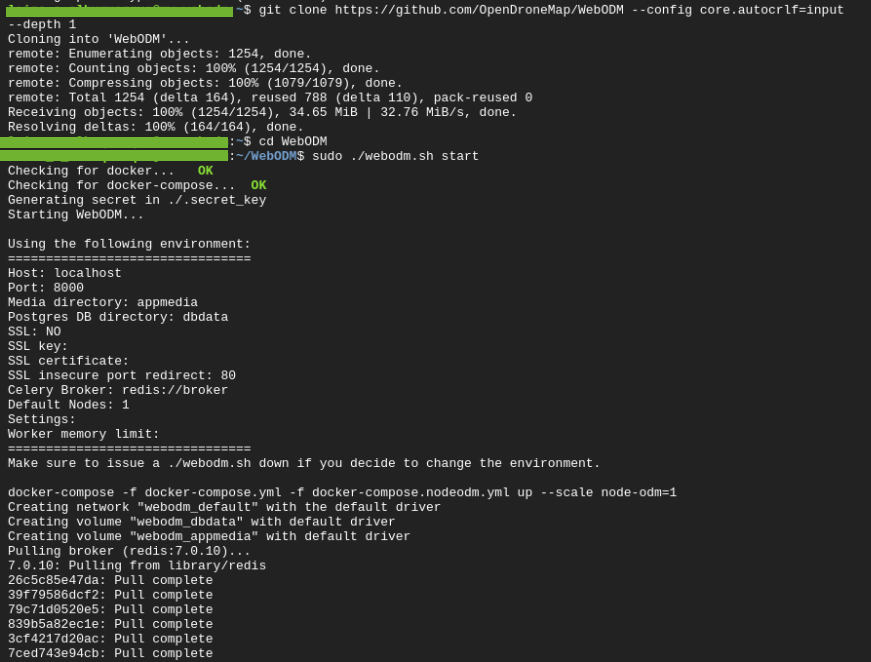 ~$ git clone https://github.com/OpenDroneMap/WebODM --config core.autocrlf=input
--depth 1
Cloning into 'WebODM'...
remote: Enumerating objects: 1254, done.
remote: Counting objects: 100% (1254/1254), done.
remote: Compressing objects: 100% (1079/1079), done.
remote: Total 1254 (delta 164), reused 788 (delta 110), pack-reused 0
Receiving objects: 100% (1254/1254), 34.65 MiB | 32.76 MiB/s, done.
Resolving deltas: 100% (164/164), done.
:~$ cd WebODM
:~/WebODM$ sudo ./webodm.sh start
Checking for docker...   OK
Checking for docker-compose...  OK
Generating secret in ./.secret_key
Starting WebODM...
Using the following environment:
================================
Host: localhost
Port: 8000
Media directory: appmedia
Postgres DB directory: dbdata
SSL: NO
SSL key:
SSL certificate:
SSL insecure port redirect: 80
Celery Broker: redis://broker
Default Nodes: 1
Settings:
Worker memory limit:
================================
Make sure to issue a ./webodm.sh down if you decide to change the environment.
docker-compose -f docker-compose.yml -f docker-compose.nodeodm.yml up --scale node-odm=1
Creating network "webodm_default" with the default driver
Creating volume "webodm_dbdata" with default driver
Creating volume "webodm_appmedia" with default driver
Pulling broker (redis:7.0.10)...
7.0.10: Pulling from library/redis
26c5c85e47da: Pull complete
39f79586dcf2: Pull complete
79c71d0520e5: Pull complete
839b5a82ec1e: Pull complete
3cf4217d20ac: Pull complete
7ced743e94cb: Pull complete